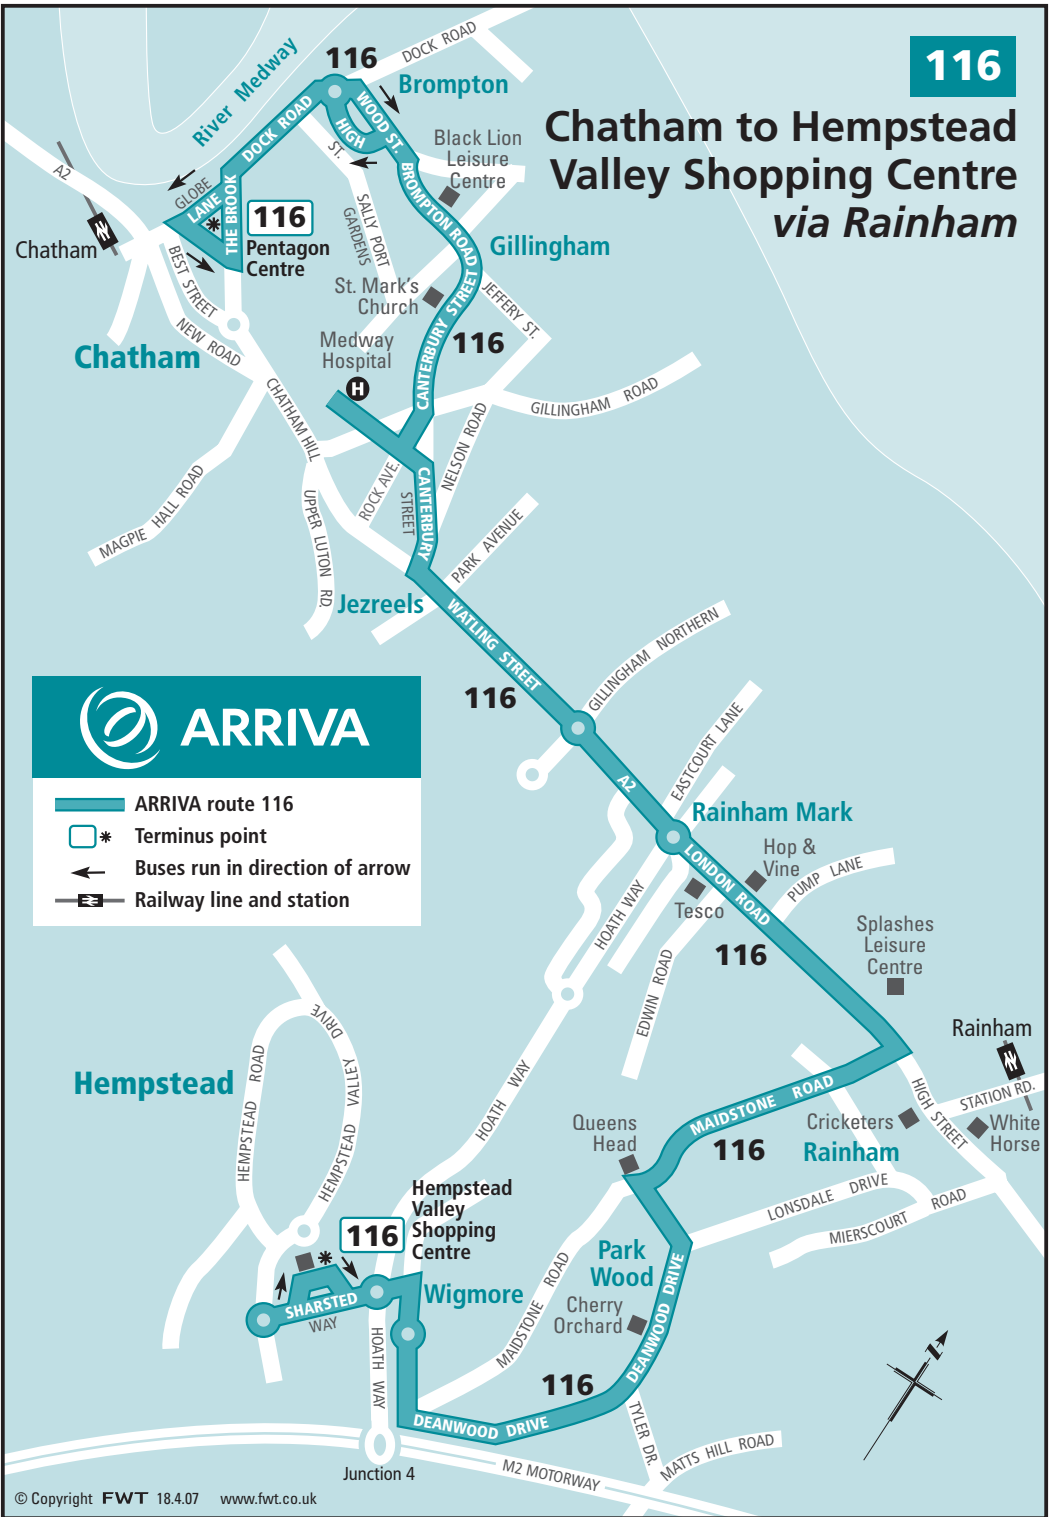 116
Chatham to Hempstead
Valley Shopping Centre
via Rainham
116
DOCK ROAD
Brompton
River Medway
DOCK ROAD
WOOD ST.
HIGH
ST.
Black Lion
Leisure
Centre
A2
GLOBE
LANE
THE BROOK
116
Pentagon
Centre
SALLY PORT
GARDENS
BROMPTON ROAD
Gillingham
Chatham
BEST STREET
St. Mark's
Church
JEFFERY ST.
CANTERBURY STREET
116
NEW ROAD
Chatham
Medway
Hospital
H
CHATHAM HILL
GILLINGHAM ROAD
NELSON ROAD
ROCK AVE.
CANTERBURY
STREET
MAGPIE HALL ROAD
UPPER LUTON RD.
PARK AVENUE
Jezreels
WATLING STREET
GILLINGHAM NORTHERN
116
ARRIVA
ARRIVA route 116
Terminus point
Buses run in direction of arrow
Railway line and station
A2
EASTCOURT LANE
Rainham Mark
LONDON ROAD
Hop &
Vine
PUMP LANE
Tesco
HOATH WAY
116
Splashes
Leisure
Centre
EDWIN ROAD
Rainham
STATION RD.
HIGH STREET
White
Horse
Cricketers
Rainham
MAIDSTONE ROAD
116
Queens
Head
HOATH WAY
DRIVE
HEMPSTEAD VALLEY
Hempstead
HEMPSTEAD ROAD
LONSDALE DRIVE
MIERSCOURT ROAD
Hempstead
Valley
Shopping
Centre
116
Park
Wood
Wigmore
SHARSTED
WAY
HOATH WAY
MAIDSTONE ROAD
Cherry
Orchard
DEANWOOD DRIVE
116
DEANWOOD DRIVE
TYLER DR.
MATTS HILL ROAD
N
Junction 4
M2 MOTORWAY
© Copyright FWT 18.4.07 www.fwt.co.uk